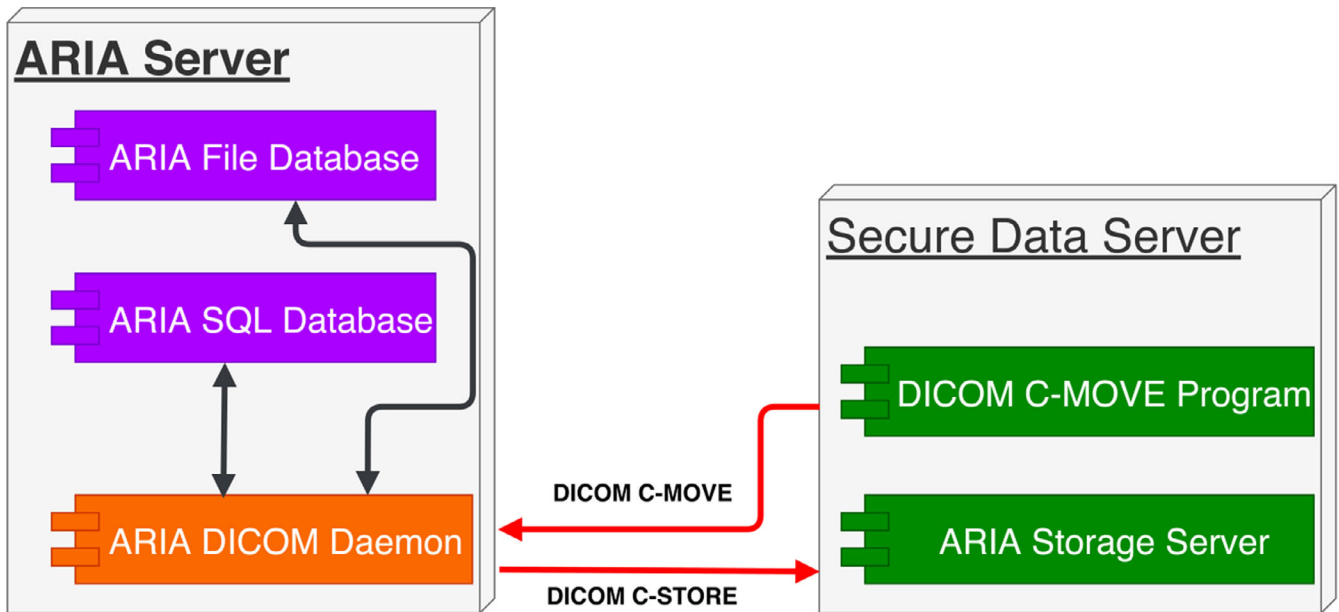 ARIA Server
ARIA File Database
ARIA SQL Database
ARIA DICOM Daemon
DICOM C-MOVE
DICOM C-STORE
Secure Data Server
DICOM C-MOVE Program
ARIA Storage Server